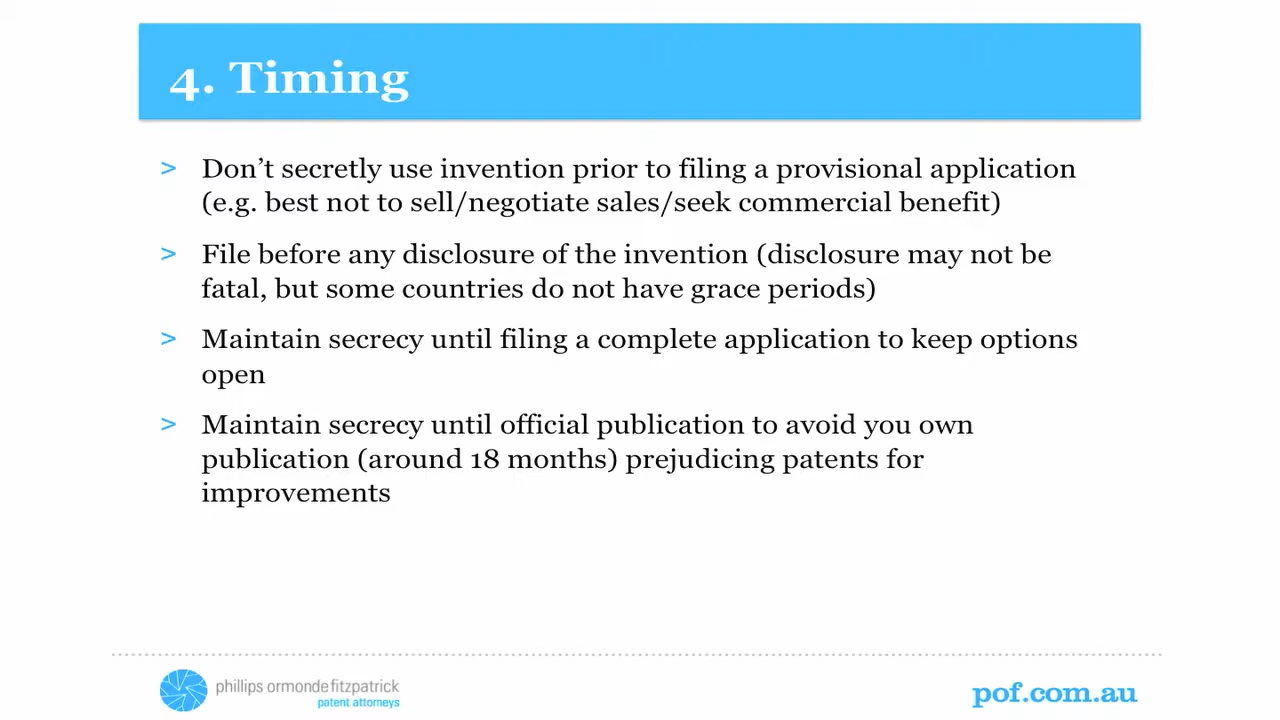 4. Timing
> Don’t secretly use invention prior to filing a provisional application
(e.g. best not to sell/negotiate sales/seek commercial benefit)
> File before any disclosure of the invention (disclosure may not be
fatal, but some countries do not have grace periods)
> Maintain secrecy until filing a complete application to keep options
open
> Maintain secrecy until official publication to avoid you own
publication (around 18 months) prejudicing patents for
improvements
phillips ormonde fitzpatrick
patent attorneys
pof.com.au